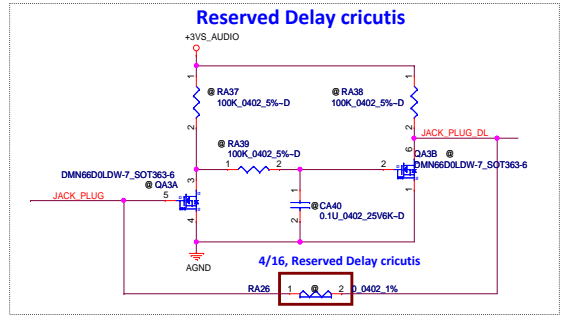 Reserved Delay cricutis
+3VS_AUDIO
1
1
@ RA37
100K_0402_5%~D
@ RA38
100K_0402_5%~D
2
2
JACK_PLUG_DL
@ RA39
100K_0402_5%~D
1
2
6
QA3B @
DMN66D0LDW-7_SOT363-6
2
1
DMN66D0LDW-7_SOT363-6
@ QA3A
3
JACK_PLUG
5
4
1
@CA40
0.1U_0402_25V6K~D
2
AGND
4/16, Reserved Delay cricutis
RA26
1
@
2
0_0402_1%